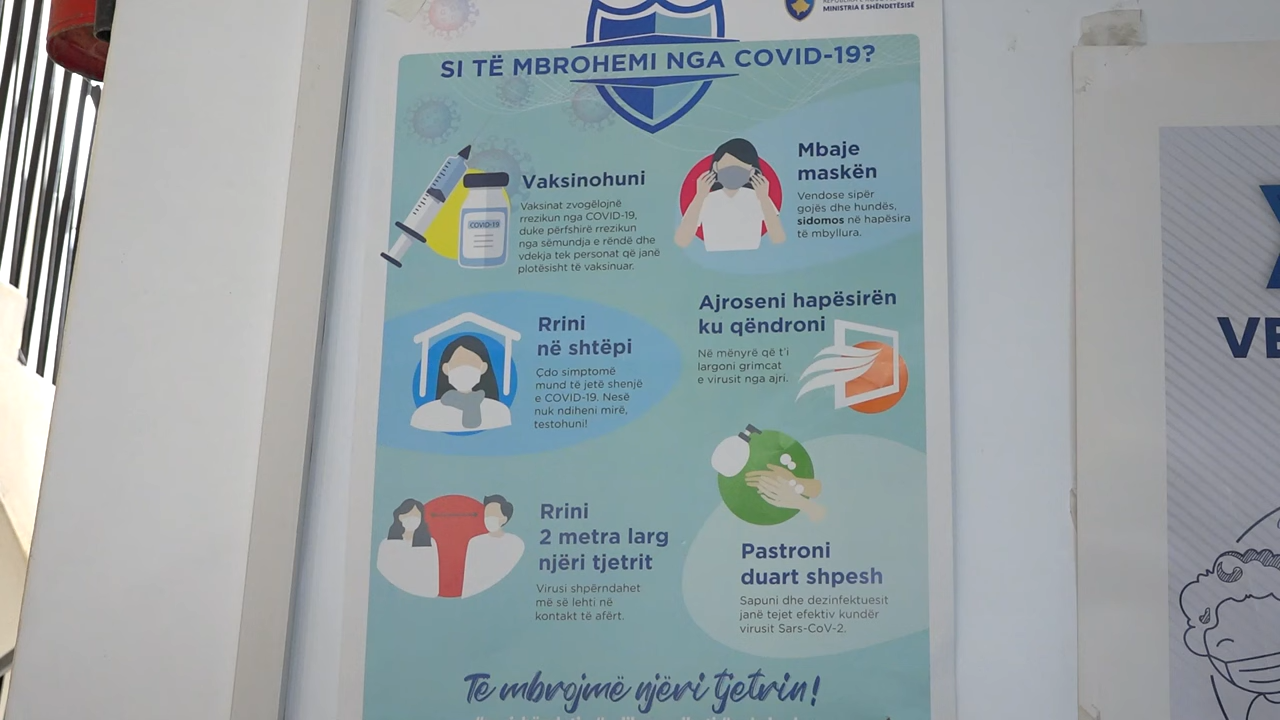 MINISTRIA E SHËNDETËSISË
SI TË MBROHEMI NGA COVID-19?
Vaksinohuni
Vaksinat zvogëlojnë
rrezikun nga COVID-19,
duke përfshirë rrezikun
nga sëmundja e rëndë dhe
vdekja tek personat që janë
plotësisht të vaksinuar.
COVID-19
Mbaje
maskën
Vendose sipër
gojës dhe hundës,
sidomos në hapësira
të mbyllura.
Rrini
në shtëpi
Çdo simptomë
mund të jetë shenjë
e COVID-19. Nesë
nuk ndiheni mirë,
testohuni!
Ajroseni hapësirën
ku qëndroni
Në mënyrë që t'i
largoni grimcat
e virusit nga ajri.
Rrini
2 metra larg
njëri tjetrit
Virusi shpërndahet
më së lehti në
kontakt të afërt.
Pastroni
duart shpesh
Sapuni dhe dezinfektuesit
janë tejet efektiv kundër
virusit Sars-CoV-2.
Të mbrojmë njëri tjetrin!
VE